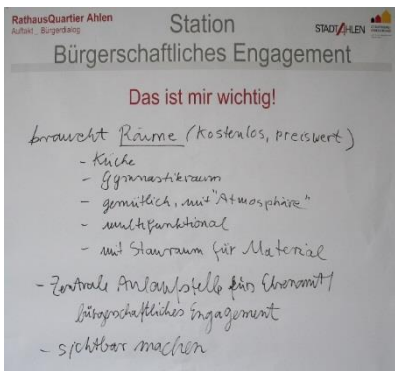 RathausQuartier Ahlen
Auftakt _ Bürgerdialog
Station
STADT AHLEN
Bürgerschaftliches Engagement
Das ist mir wichtig!
braucht Räume (kostenlos, preiswert)
- Küche
- Gymnastikraum
- gemütlich, mit "Atmosphäre"
- multifunktional
- mit Stauraum für Material
- Zentrale Anlaufstelle fürs Ehrenamt/
bürgerschaftliches Engagement
- sichtbar machen